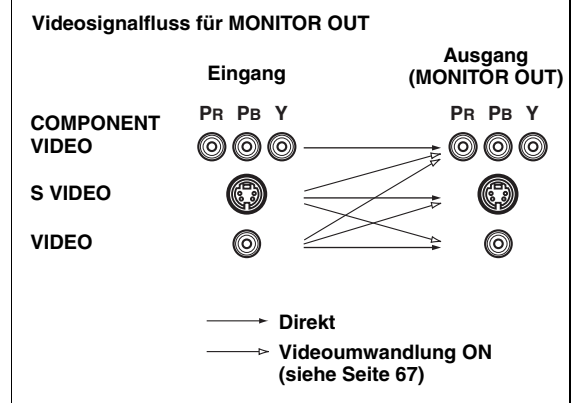 Videosignalfluss für MONITOR OUT
Eingang
Ausgang
(MONITOR OUT)
PR PB Y
PR PB Y
COMPONENT
VIDEO
S VIDEO
VIDEO
Direkt
Videoumwandlung ON
(siehe Seite 67)